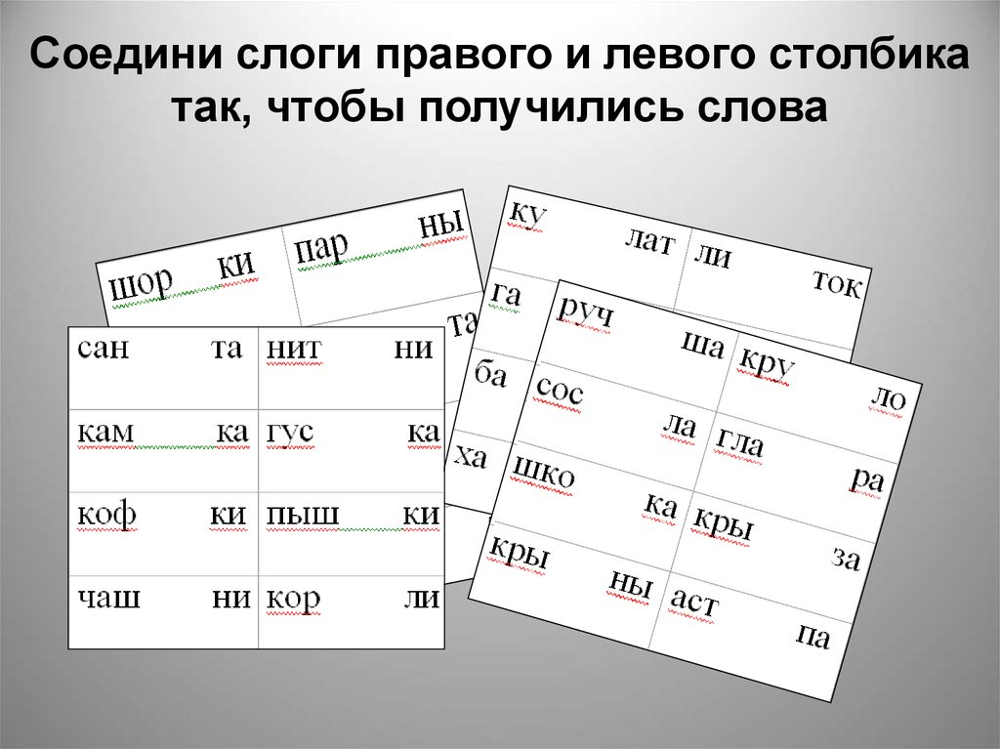 Соедини слоги правого и левого столбика
так, чтобы получились слова
шор ки пар ны
та
ку лат ли ток
га
ба
ха
сан та нит ни
кам ка гус ка
коф ки пыш ки
чаш ни кор ли
руч ша кру ло
сос ла гла ра
шко ка кры за
кры ны аст па